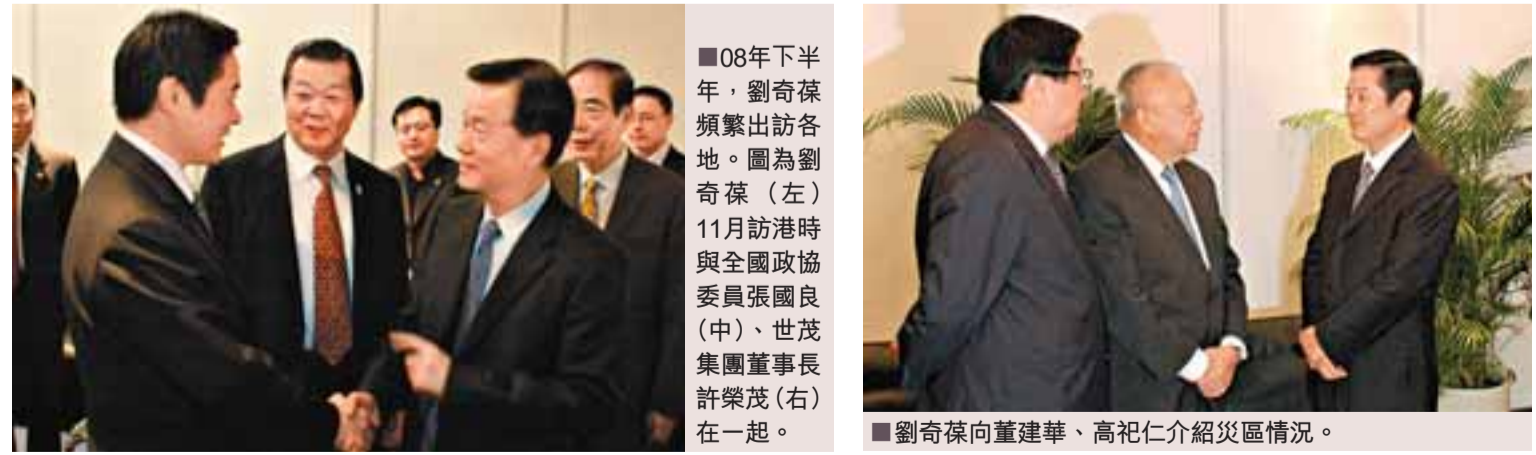 ■08年下半
年，劉奇葆
頻繁出訪各
地。圖為劉
奇葆（左）
11月訪港時
與全國政協
委員張國良
（中）、世茂
集團董事長
許榮茂（右）
在一起。
■劉奇葆向董建華、高祀仁介紹災區情況。